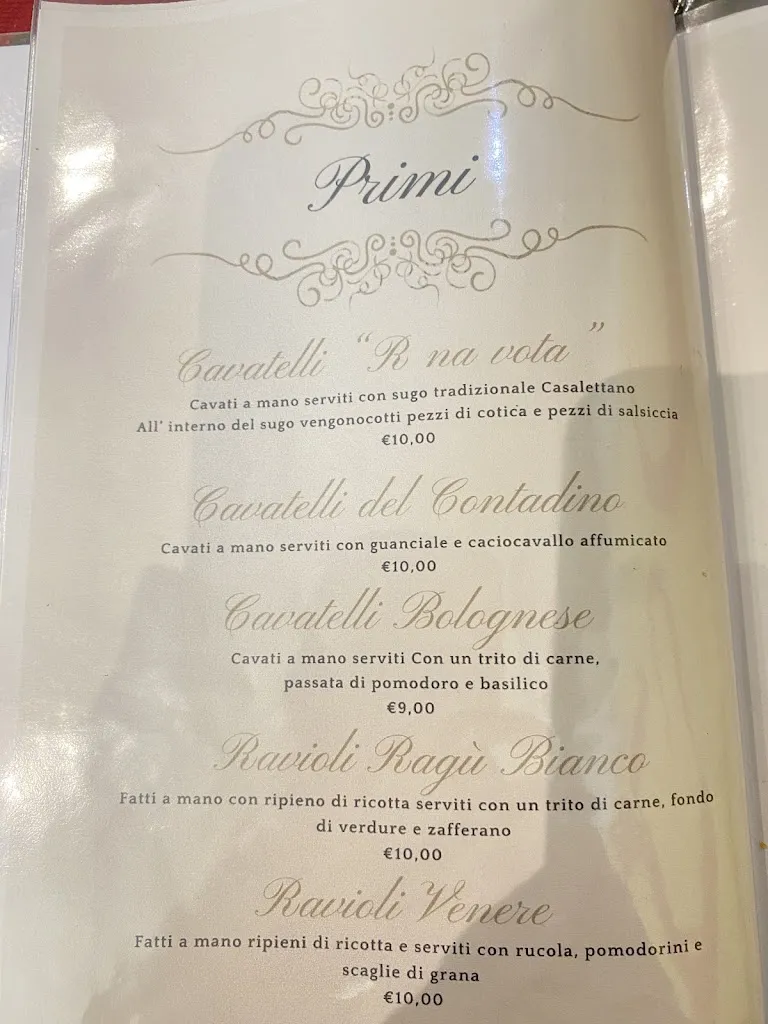 Primi
Cavatelli "R na vota"
Cavati a mano serviti con sugo tradizionale Casalettano
All' interno del sugo vengonocotti pezzi di cotica e pezzi di salsiccia
€10,00
Cavatelli del Contadino
Cavati a mano serviti con guanciale e caciocavallo affumicato
€10,00
Cavatelli Bolognese
Cavati a mano serviti Con un trito di carne,
passata di pomodoro e basilico
€9,00
Ravioli Ragù Bianco
Fatti a mano con ripieno di ricotta serviti con un trito di carne, fondo
di verdure e zafferano
€10,00
Ravioli Venere
Fatti a mano ripieni di ricotta e serviti con rucola, pomodorini e
scaglie di grana
€10,00